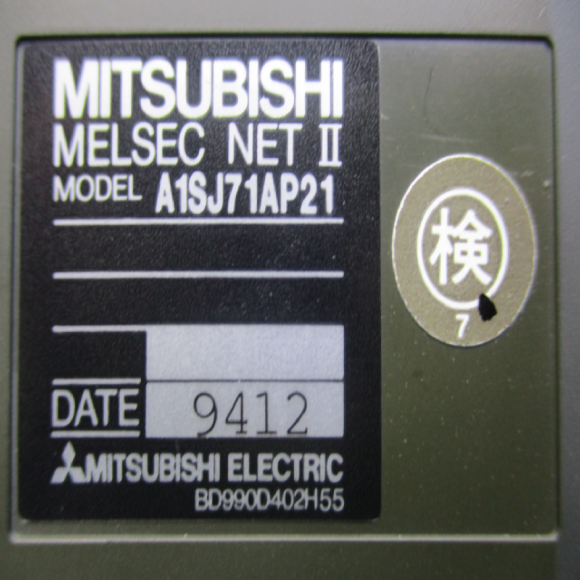 MITSUBISHI
MELSEC NET II
MODEL A1SJ71AP21
DATE 9412
MITSUBISHI ELECTRIC
BD990D402H55
検
7